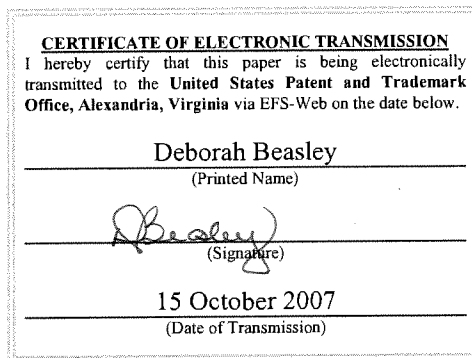 CERTIFICATE OF ELECTRONIC TRANSMISSION
I hereby certify that this paper is being electronically
transmitted to the United States Patent and Trademark
Office, Alexandria, Virginia via EFS-Web on the date below.
Deborah Beasley
(Printed Name)
DBeasley
(Signature)
15 October 2007
(Date of Transmission)